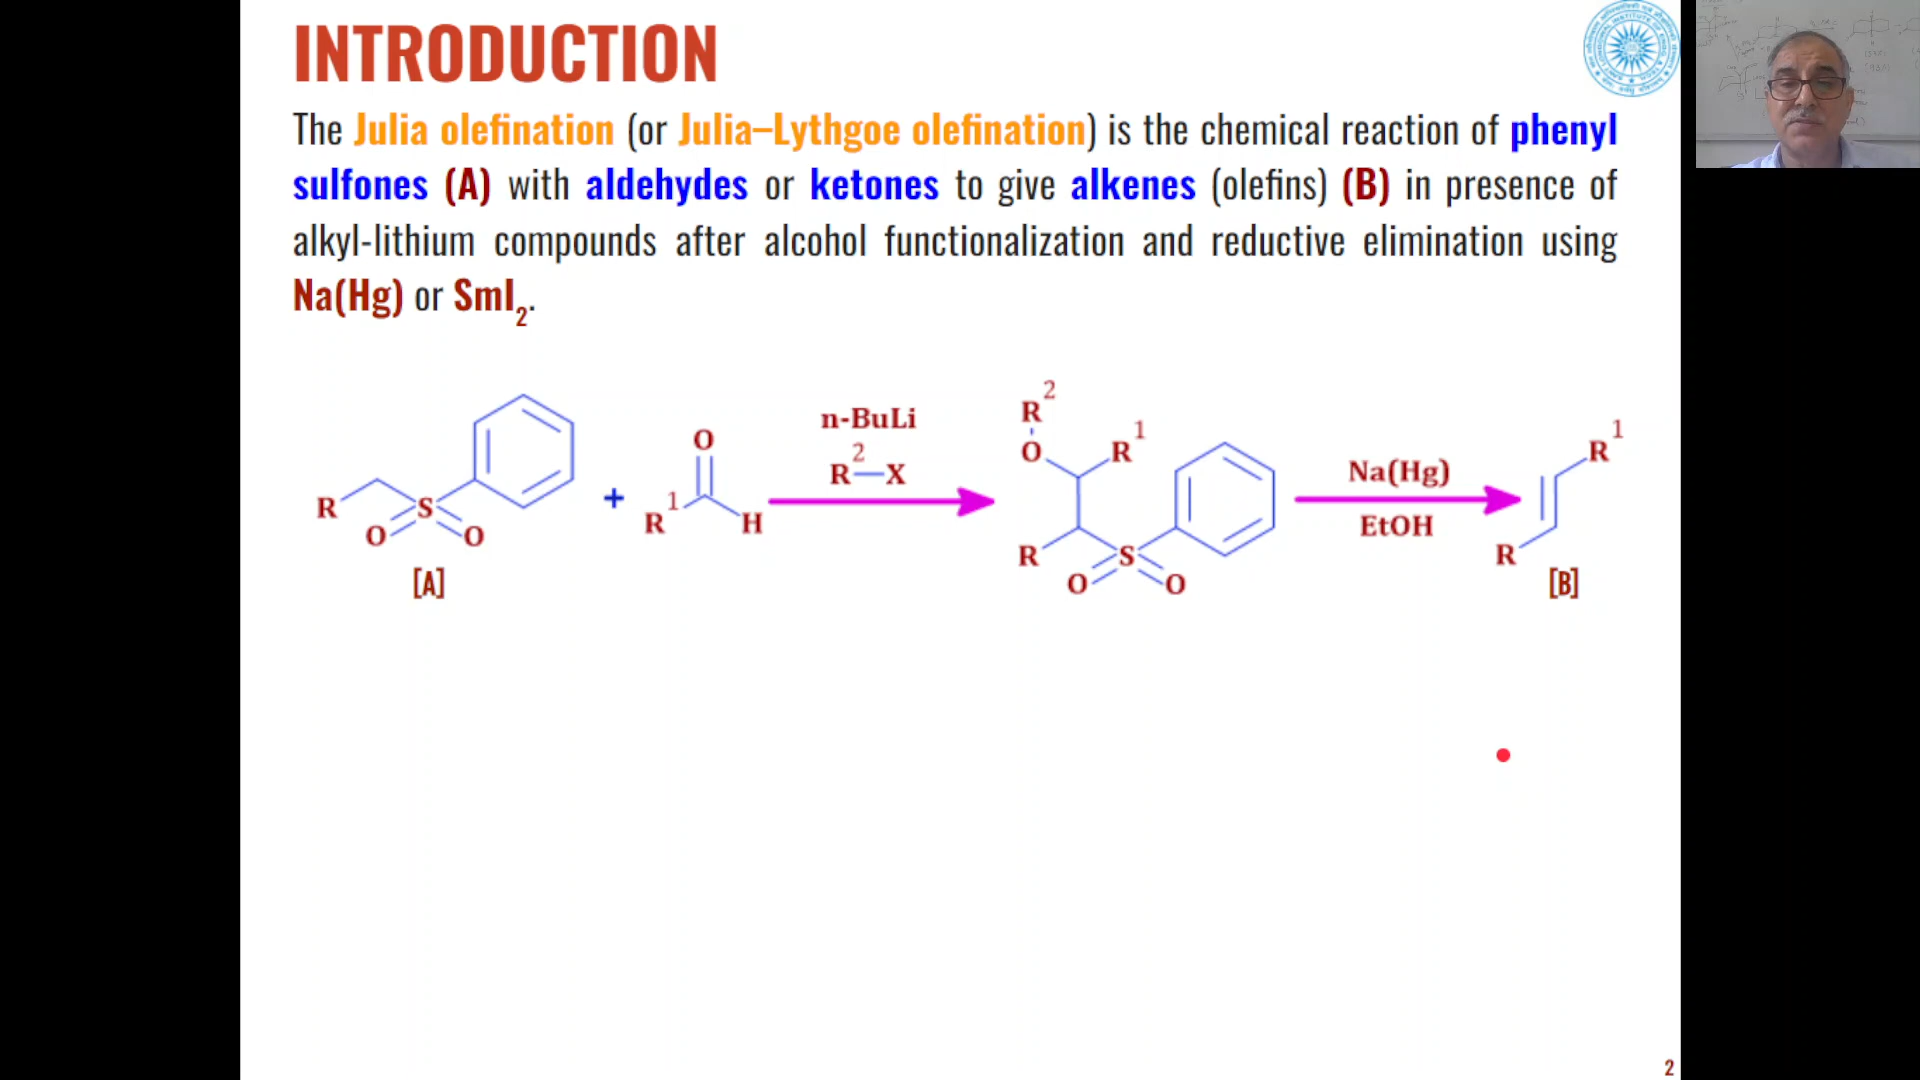 INTRODUCTION
The Julia olefination (or Julia–Lythgoe olefination) is the chemical reaction of phenyl
sulfones (A) with aldehydes or ketones to give alkenes (olefins) (B) in presence of
alkyl-lithium compounds after alcohol functionalization and reductive elimination using
Na(Hg) or SmI2.
R S O O
[A]
+
O R1 H
n-BuLi
R2—X
R2 O R1 R S O O
Na(Hg)
EtOH
R1 R
[B]
2